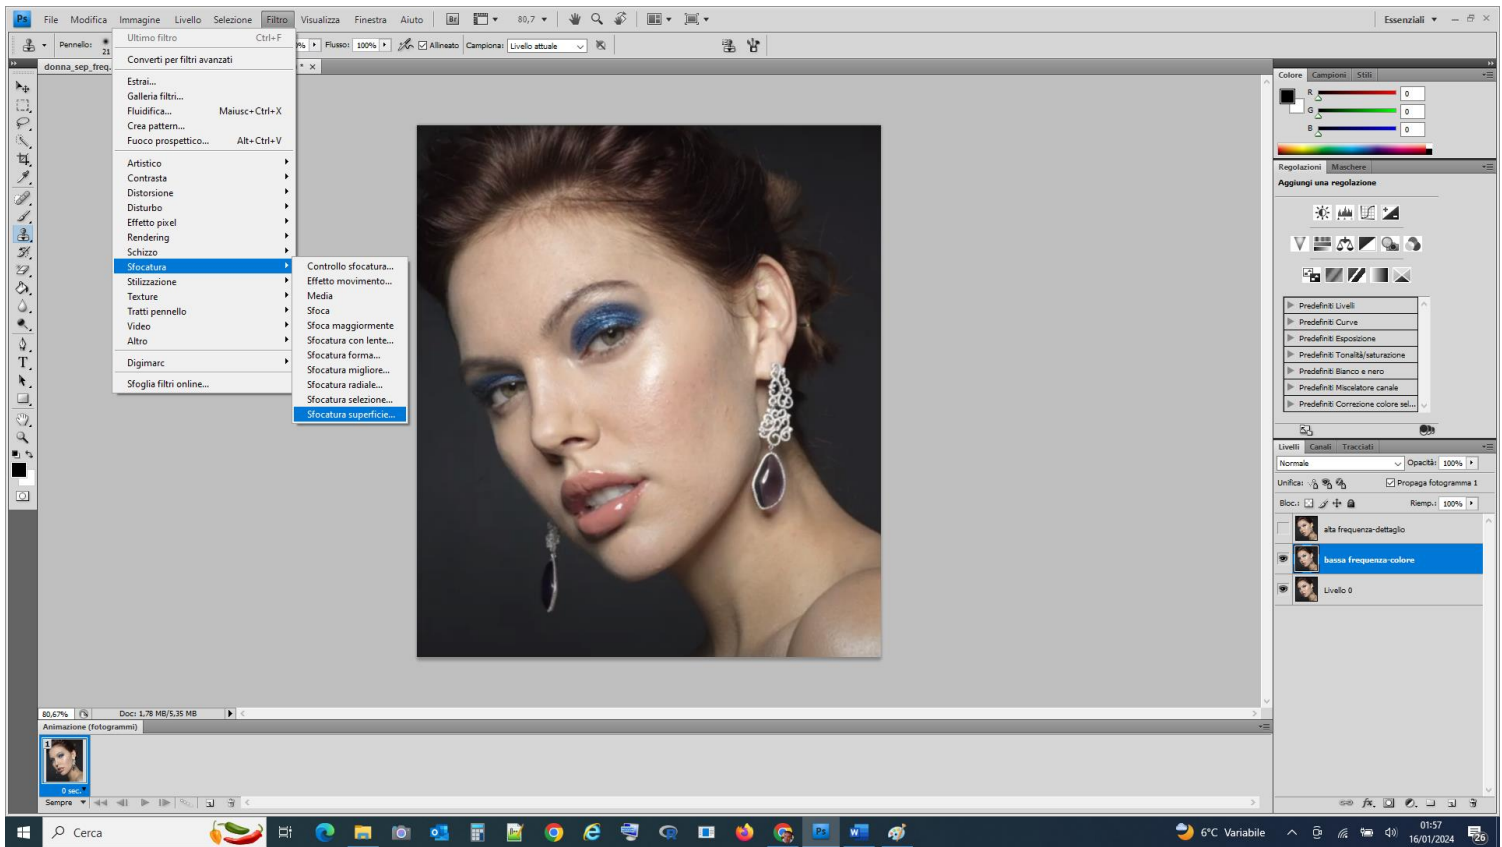 Ps File Modifica Immagine Livello Selezione Filtro Visualizza Finestra Aiuto Br 80,7 Essenziali
Pennello: 21 % Flusso: 100% Allineato Campiona: Livello attuale
donna_sep_freq. * ×
Ultimo filtro Ctrl+F
Converti per filtri avanzati
Estrai...
Galleria filtri...
Fluidifica... Maiusc+Ctrl+X
Crea pattern...
Fuoco prospettico... Alt+Ctrl+V
Artistico
Contrasta
Distorsione
Disturbo
Effetto pixel
Rendering
Schizzo
Sfocatura
Stilizzazione
Texture
Tratti pennello
Video
Altro
Digimarc
Sfoglia filtri online...
Controllo sfocatura...
Effetto movimento...
Media
Sfoca
Sfoca maggiormente
Sfocatura con lente...
Sfocatura forma...
Sfocatura migliore...
Sfocatura radiale...
Sfocatura selezione...
Sfocatura superficie...
Colore Campioni Stili
R 0
G 0
B 0
Regolazioni Maschere
Aggiungi una regolazione
Predefiniti Livelli
Predefiniti Curve
Predefiniti Esposizione
Predefiniti Tonalità/saturazione
Predefiniti Bianco e nero
Predefiniti Miscelatore canale
Predefiniti Correzione colore sel...
Livelli Canali Tracciati
Normale Opacità: 100%
Unifica: Propaga fotogramma 1
Bloc.: Riemp.: 100%
alta frequenza-dettaglio
bassa frequenza-colore
Livello 0
80,67% Doc: 1,78 MB/5,35 MB
Animazione (fotogrammi)
1
0 sec.
Sempre
Cerca
6°C Variabile
01:57
16/01/2024
26